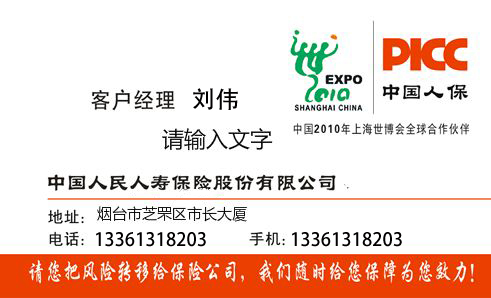 EXPO
2010
SHANGHAI CHINA
PICC
中国人保
中国2010年上海世博会全球合作伙伴
客户经理 刘伟
请输入文字
中国人民人寿保险股份有限公司
地址: 烟台市芝罘区市长大厦
电话: 13361318203 手机: 13361318203
请您把风险转移给保险公司，我们随时给您保障为您效力!